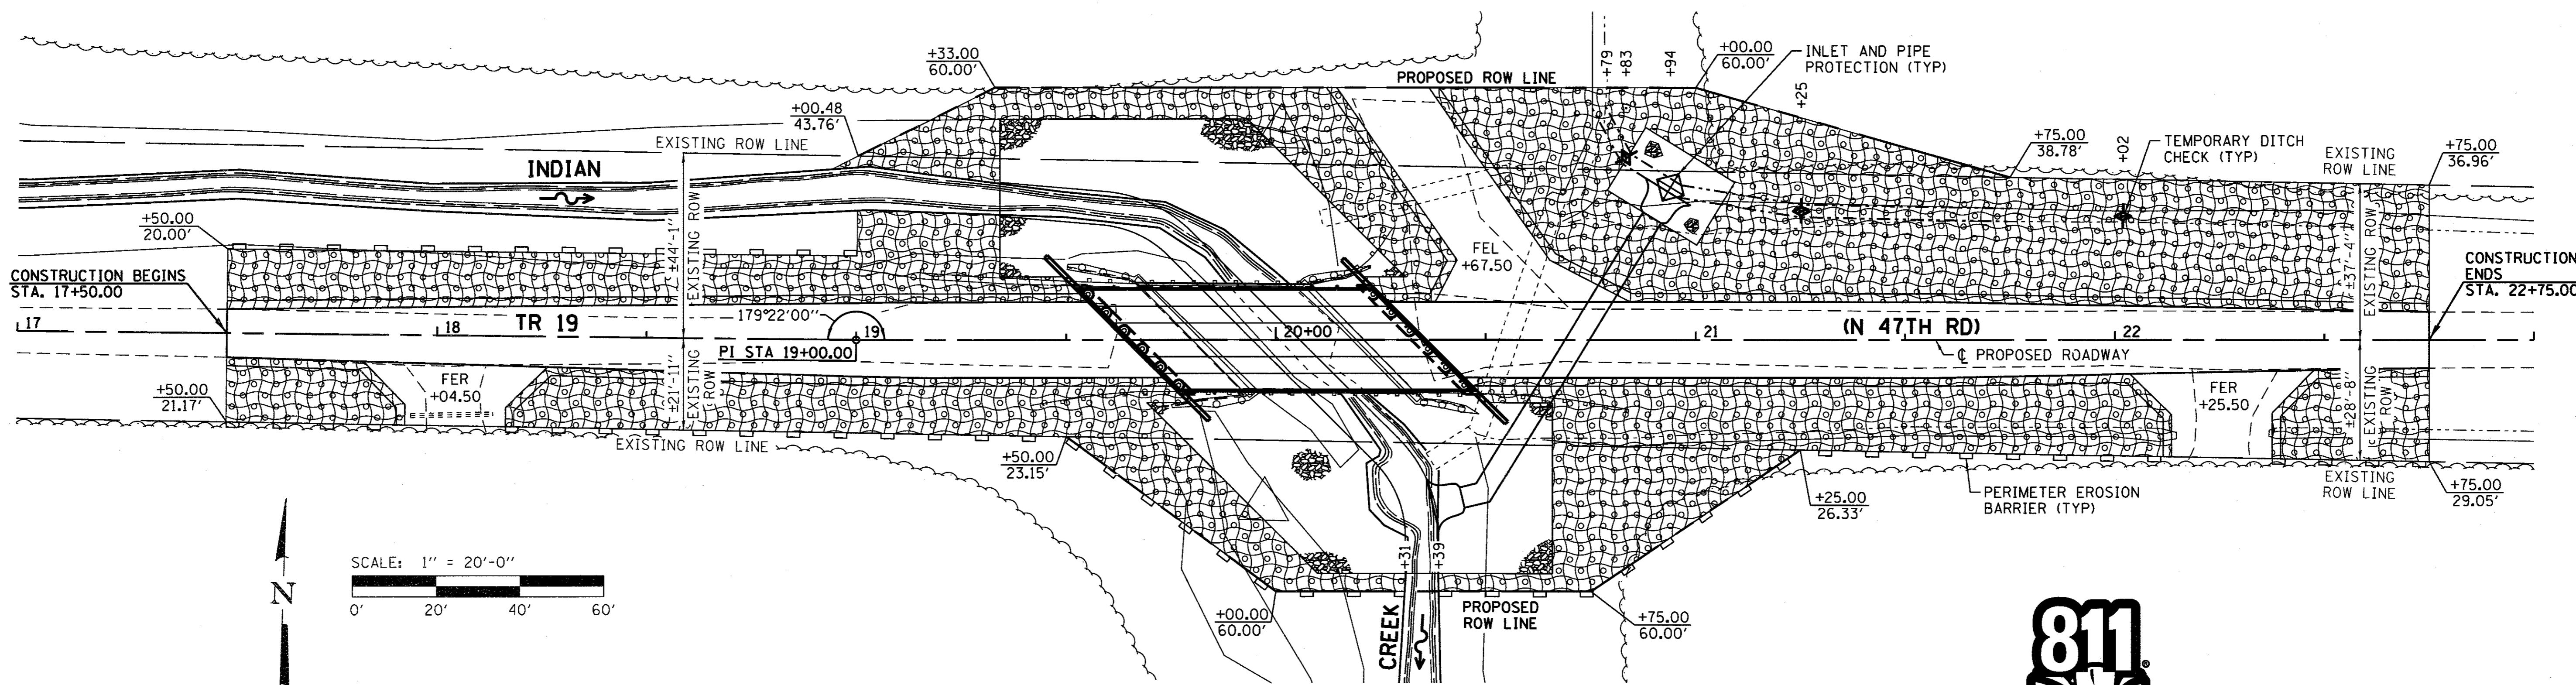 +33.00
60.00'
+00.48
43.76'
PROPOSED ROW LINE
+79
+83
+94
+00.00
60.00'
INLET AND PIPE
PROTECTION (TYP)
+25
+75.00
38.78'
+02
TEMPORARY DITCH
CHECK (TYP)
EXISTING
ROW LINE
+75.00
36.96'
EXISTING ROW LINE
INDIAN
+50.00
20.00'
±44'-1"
EXISTING ROW
FEL
+67.50
±37'-4"
EXISTING ROW
CONSTRUCTION BEGINS
STA. 17+50.00
CONSTRUCTION
ENDS
STA. 22+75.00
17
18
TR 19
179°22'00"
19
20+00
21
(N 47TH RD)
22
PI STA 19+00.00
℄ PROPOSED ROADWAY
+50.00
21.17'
FER
+04.50
±21'-11"
EXISTING
ROW
FER
+25.50
±28'-8"
EXISTING
ROW
EXISTING ROW LINE
+50.00
23.15'
+25.00
26.33'
PERIMETER EROSION
BARRIER (TYP)
EXISTING
ROW LINE
+75.00
29.05'
N
SCALE: 1" = 20'-0"
0' 20' 40' 60'
+31
+39
+00.00
60.00'
CREEK
PROPOSED
ROW LINE
+75.00
60.00'
811